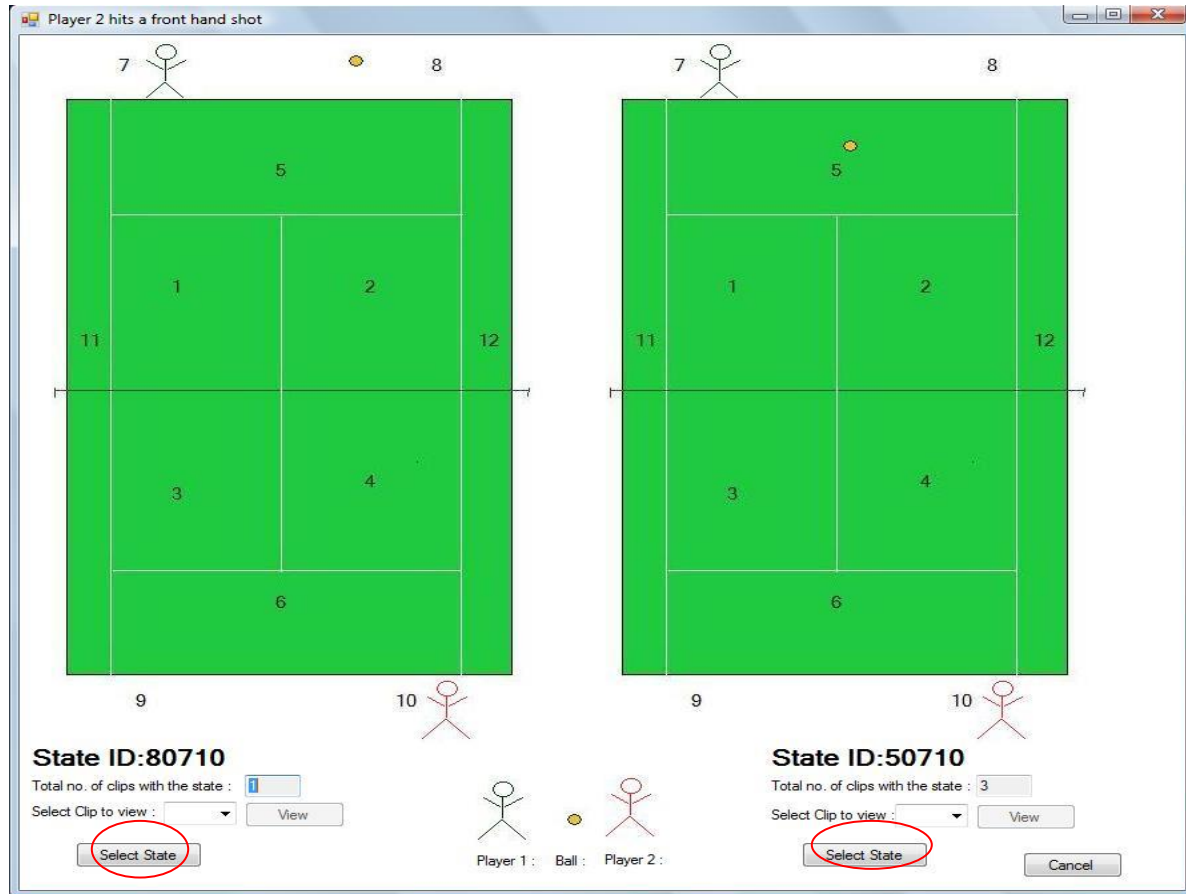 Player 2 hits a front hand shot
7 8 7 8
5 5
1 2 1 2
11 12 11 12
3 4 3 4
6 6
9 10 9 10
State ID:80710
Total no. of clips with the state : 1
Select Clip to view :
View
Select State
Player 1 : Ball : Player 2 :
State ID:50710
Total no. of clips with the state : 3
Select Clip to view :
View
Select State
Cancel